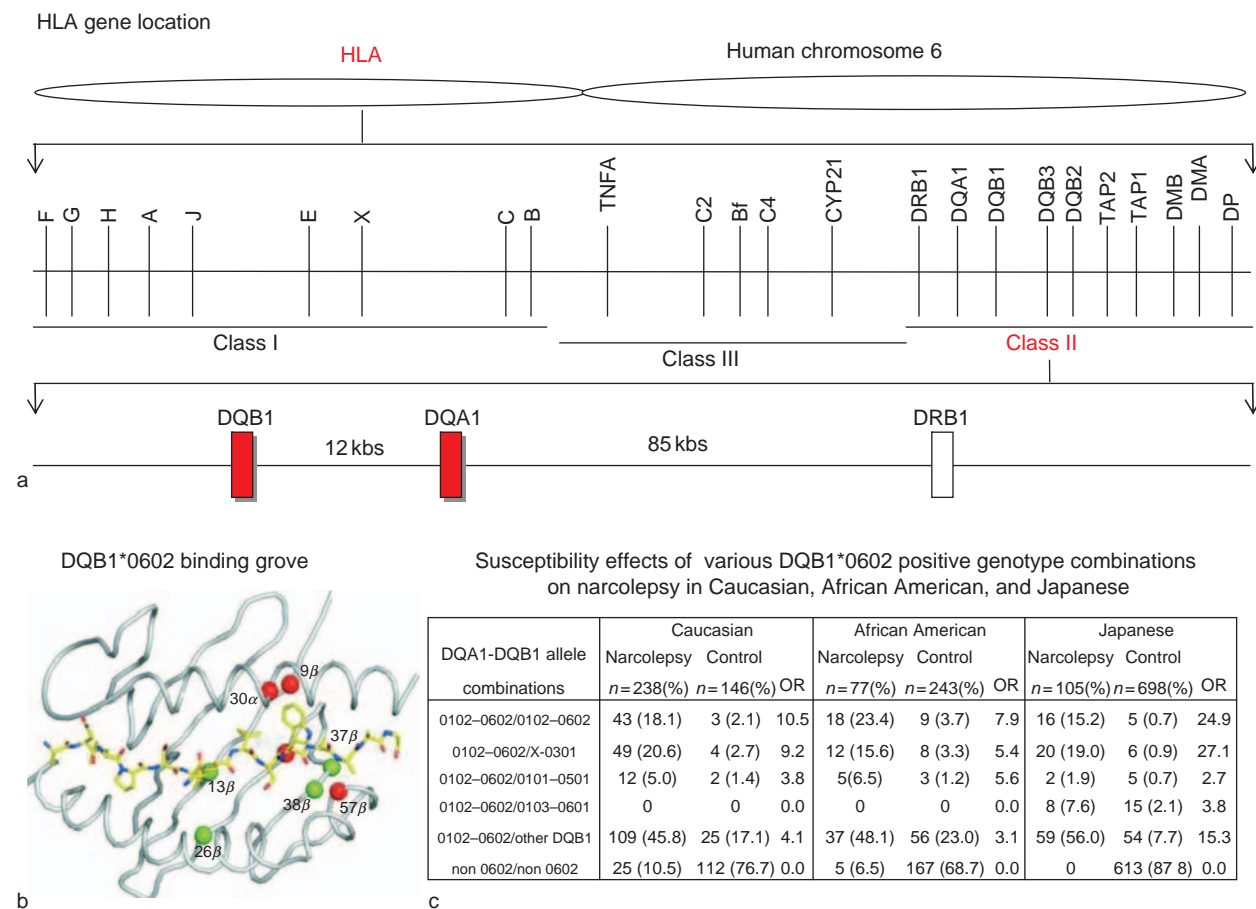 HLA gene location
HLA
Human chromosome 6
F G H A J E X C B TNFA C2 Bf C4 CYP21 DRB1 DQA1 DQB1 DQB3 DQB2 TAP2 TAP1 DMB DMA DP
Class I
Class III
Class II
DQB1 DQA1 DRB1
12 kbs 85 kbs
a
DQB1*0602 binding grove
9β
30α
37β
13β
38β 57β
26β
b
Susceptibility effects of various DQB1*0602 positive genotype combinations
on narcolepsy in Caucasian, African American, and Japanese
Caucasian African American Japanese
DQA1-DQB1 allele Narcolepsy Control Narcolepsy Control Narcolepsy Control
combinations n=238(%) n=146(%) OR n=77(%) n=243(%) OR n=105(%) n=698(%) OR
0102–0602/0102–0602 43 (18.1) 3 (2.1) 10.5 18 (23.4) 9 (3.7) 7.9 16 (15.2) 5 (0.7) 24.9
0102–0602/X-0301 49 (20.6) 4 (2.7) 9.2 12 (15.6) 8 (3.3) 5.4 20 (19.0) 6 (0.9) 27.1
0102–0602/0101–0501 12 (5.0) 2 (1.4) 3.8 5(6.5) 3 (1.2) 5.6 2 (1.9) 5 (0.7) 2.7
0102–0602/0103–0601 0 0 0.0 0 0 0.0 8 (7.6) 15 (2.1) 3.8
0102–0602/other DQB1 109 (45.8) 25 (17.1) 4.1 37 (48.1) 56 (23.0) 3.1 59 (56.0) 54 (7.7) 15.3
non 0602/non 0602 25 (10.5) 112 (76.7) 0.0 5 (6.5) 167 (68.7) 0.0 0 613 (87 8) 0.0
c